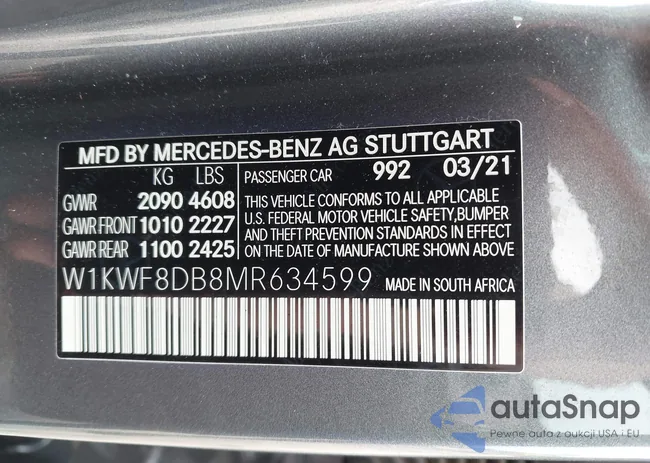 MFD BY MERCEDES-BENZ AG STUTTGART
KG LBS PASSENGER CAR 992 03/21
GVWR 2090 4608
GAWR FRONT 1010 2227
GAWR REAR 1100 2425
THIS VEHICLE CONFORMS TO ALL APPLICABLE
U.S. FEDERAL MOTOR VEHICLE SAFETY,BUMPER
AND THEFT PREVENTION STANDARDS IN EFFECT
ON THE DATE OF MANUFACTURE SHOWN ABOVE
W1KWF8DB8MR634599 MADE IN SOUTH AFRICA
autaSnap
Pewne auta z aukcji USA i EU